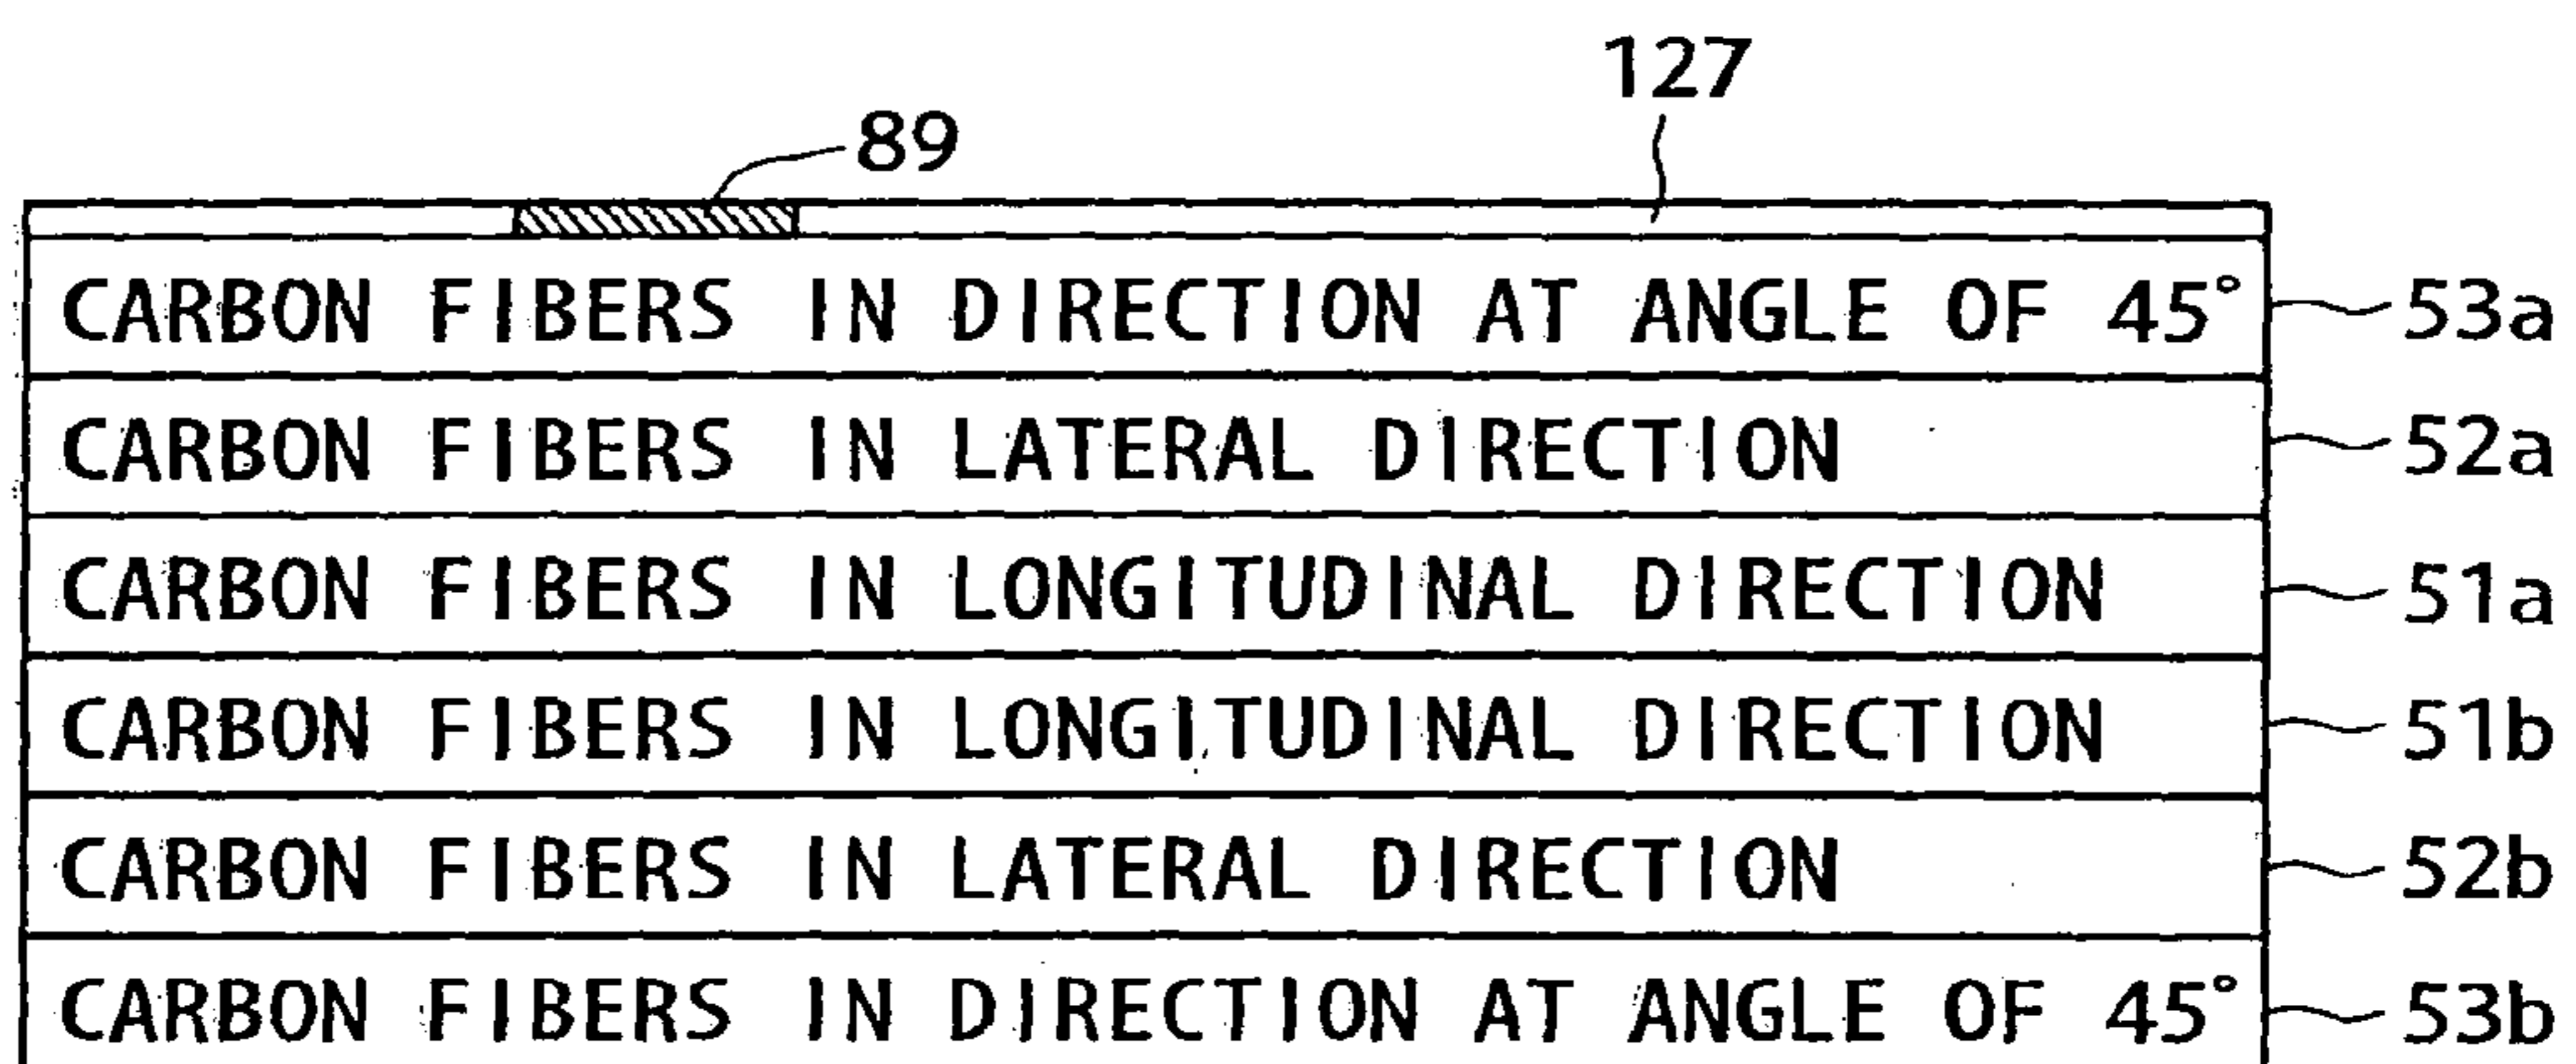 127
89
CARBON FIBERS IN DIRECTION AT ANGLE OF 45° 53a
CARBON FIBERS IN LATERAL DIRECTION 52a
CARBON FIBERS IN LONGITUDINAL DIRECTION 51a
CARBON FIBERS IN LONGITUDINAL DIRECTION 51b
CARBON FIBERS IN LATERAL DIRECTION 52b
CARBON FIBERS IN DIRECTION AT ANGLE OF 45° 53b